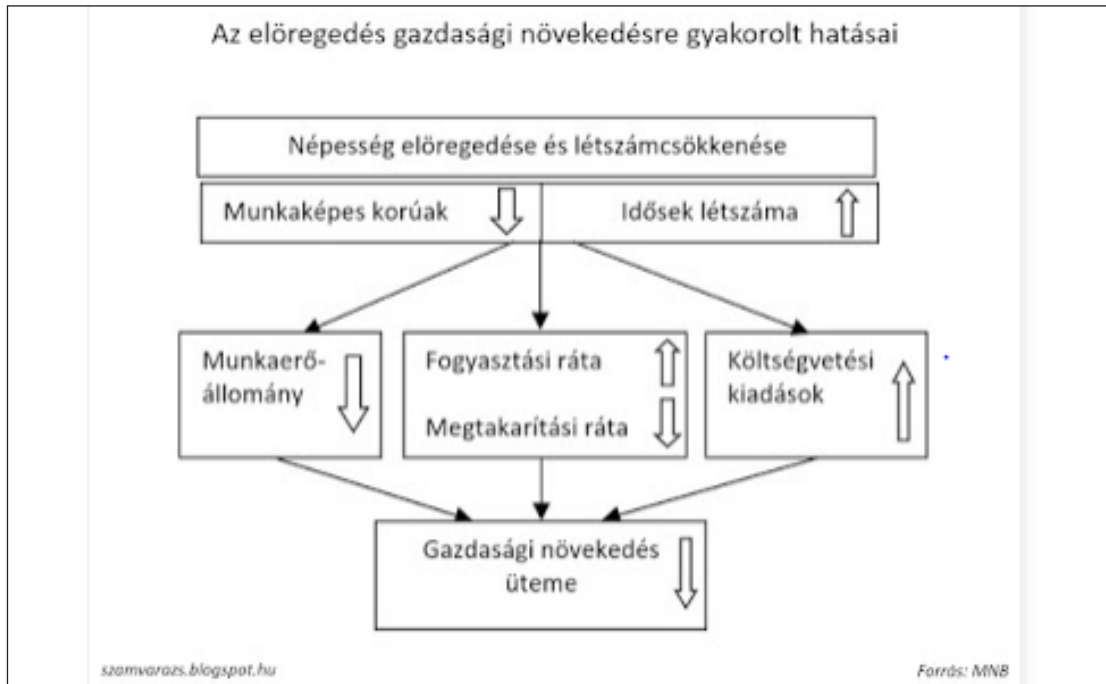 Az elöregedés gazdasági növekedésre gyakorolt hatásai
Népesség elöregedése és létszámcsökkenése
Munkaképes korúak
Idősek létszáma
Munkaerő-
állomány
Fogyasztási ráta
Megtakarítási ráta
Költségvetési
kiadások
Gazdasági növekedés
üteme
szamvarazs.blogspot.hu
Forrás: MNB